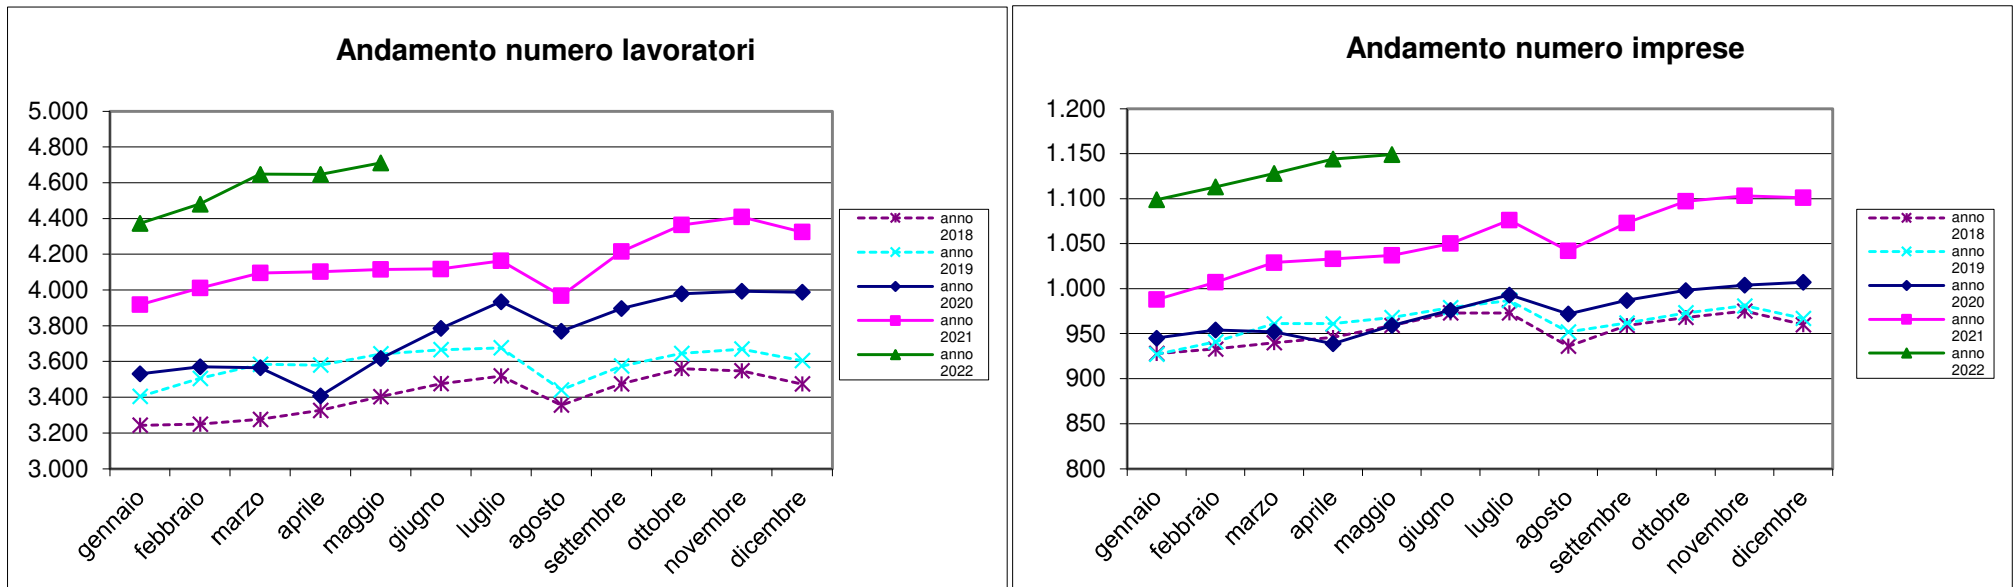 Andamento numero lavoratori
5.000
4.800
4.600
4.400
4.200
4.000
3.800
3.600
3.400
3.200
3.000
gennaio
febbraio
marzo
aprile
maggio
giugno
luglio
agosto
settembre
ottobre
novembre
dicembre
anno
2018
anno
2019
anno
2020
anno
2021
anno
2022
Andamento numero imprese
1.200
1.150
1.100
1.050
1.000
950
900
850
800
gennaio
febbraio
marzo
aprile
maggio
giugno
luglio
agosto
settembre
ottobre
novembre
dicembre
anno
2018
anno
2019
anno
2020
anno
2021
anno
2022